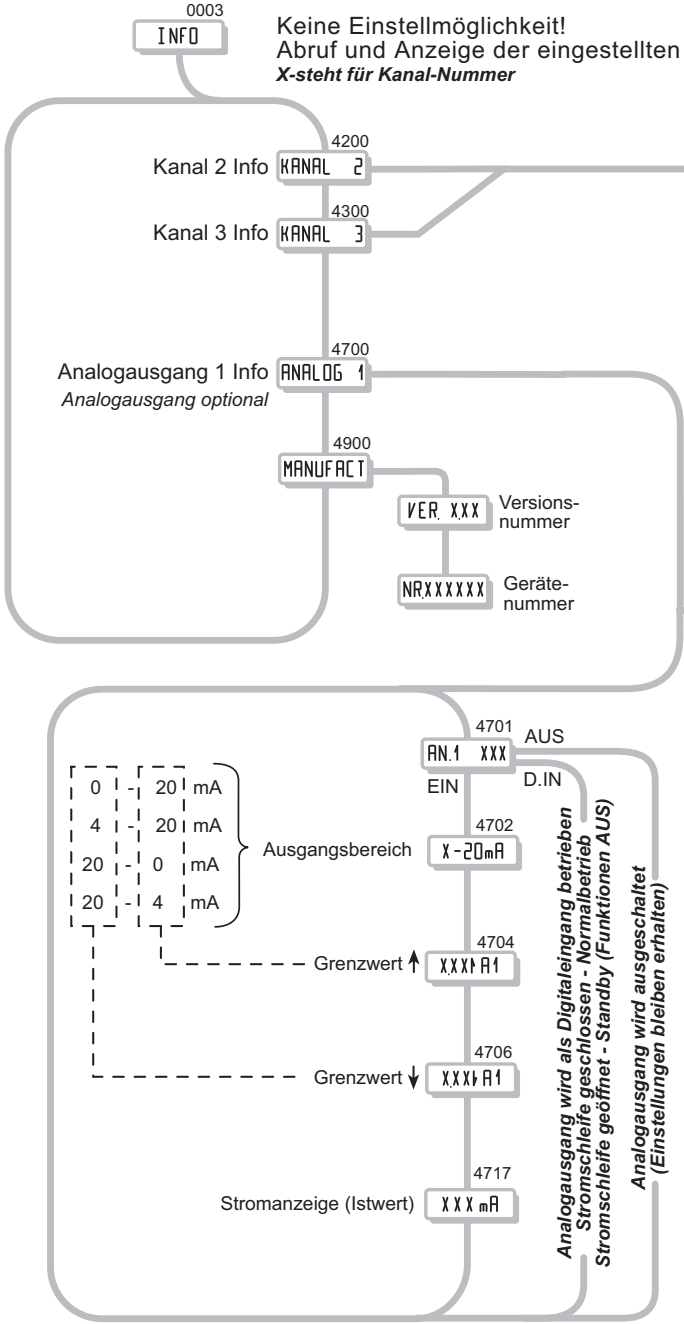 0003
INFO
Keine Einstellmöglichkeit!
Abruf und Anzeige der eingestellten
X-steht für Kanal-Nummer
4200
Kanal 2 Info KANAL 2
4300
Kanal 3 Info KANAL 3
4700
Analogausgang 1 Info ANALOG 1
Analogausgang optional
4900
MANUFACT
VER. X.XX Versions-
nummer
NR.XXXXXX Geräte-
nummer
4701
AN.1 XXX AUS
EIN D.IN
0 - 20 mA
4 - 20 mA
20 - 0 mA
20 - 4 mA
Ausgangsbereich
4702
X-20mA
4704
Grenzwert ↑ X.XX A1
4706
Grenzwert ↓ X.XX A1
4717
Stromanzeige (Istwert) XXX mA
Analogausgang wird als Digitaleingang betrieben
Stromschleife geschlossen - Normalbetrieb
Stromschleife geöffnet - Standby (Funktionen AUS)
Analogausgang wird ausgeschaltet
(Einstellungen bleiben erhalten)